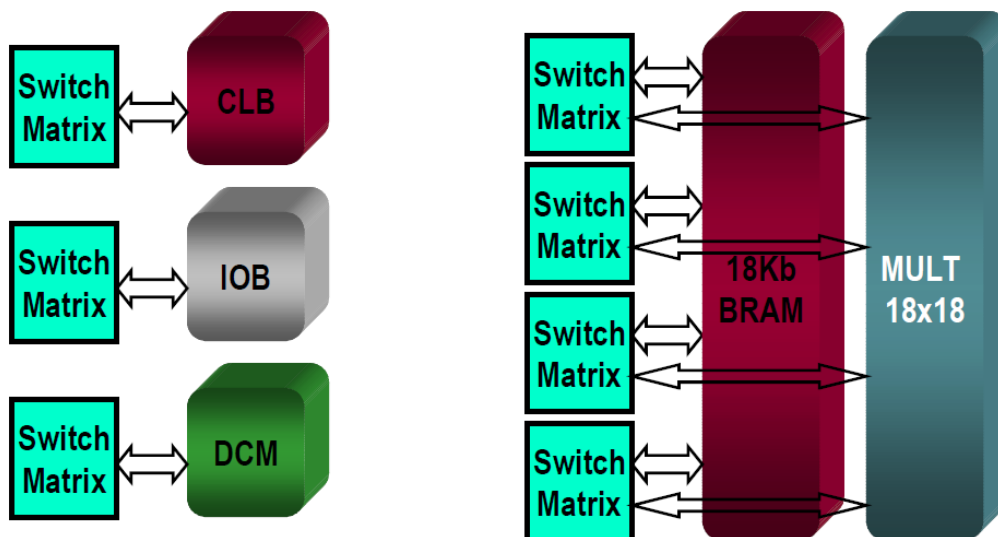 Switch
Matrix
CLB
Switch
Matrix
IOB
Switch
Matrix
DCM
Switch
Matrix
Switch
Matrix
Switch
Matrix
Switch
Matrix
18Kb
BRAM
MULT
18x18